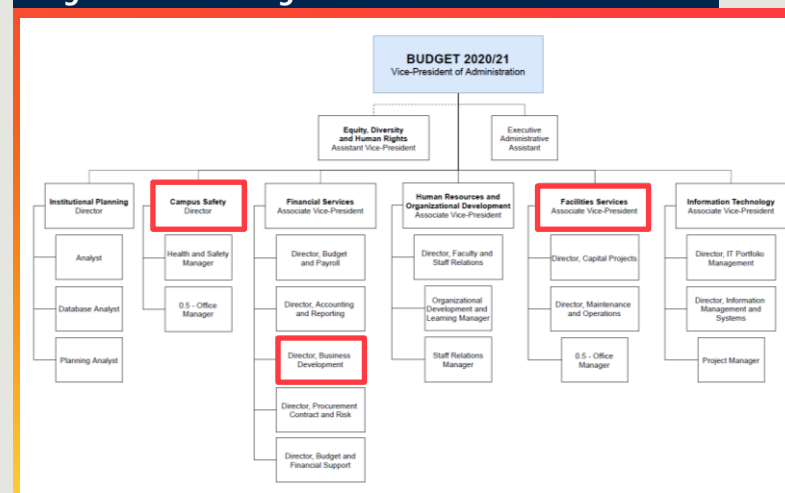 BUDGET 2020/21
Vice-President of Administration
Equity, Diversity
and Human Rights
Assistant Vice-President
Executive
Administrative
Assistant
Institutional Planning
Director
Campus Safety
Director
Financial Services
Associate Vice-President
Human Resources and
Organizational Development
Associate Vice-President
Facilities Services
Associate Vice-President
Information Technology
Associate Vice-President
Analyst
Health and Safety
Manager
Director, Budget
and Payroll
Director, Faculty and
Staff Relations
Director, Capital Projects
Director, IT Portfolio
Management
Database Analyst
0.5 - Office
Manager
Director, Accounting
and Reporting
Organizational
Development and
Learning Manager
Director, Maintenance
and Operations
Director, Information
Management and
Systems
Planning Analyst
Director, Business
Development
Staff Relations
Manager
0.5 - Office
Manager
Project Manager
Director, Procurement
Contract and Risk
Director, Budget and
Financial Support